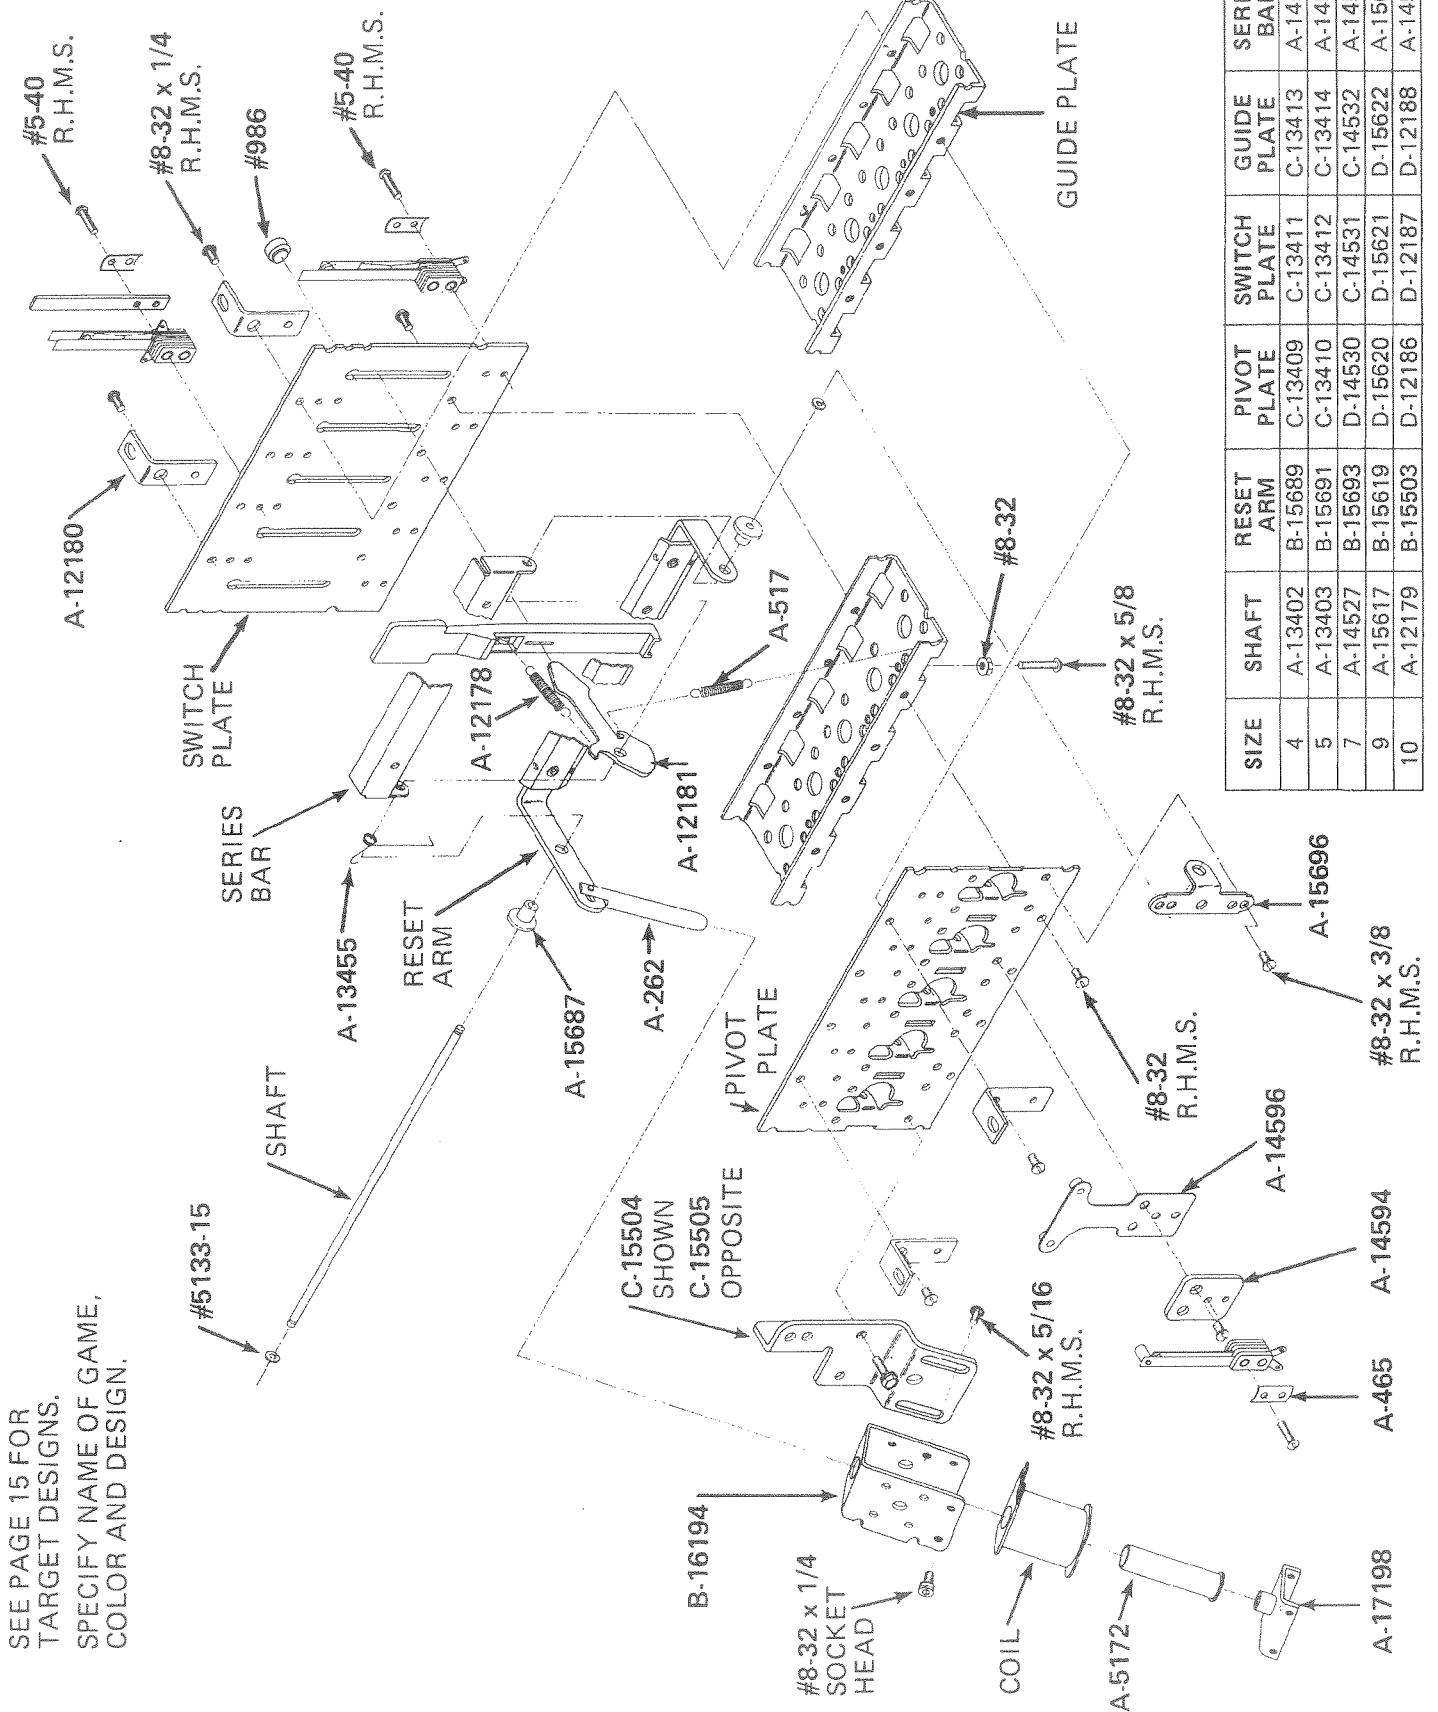 SEE PAGE 15 FOR
TARGET DESIGNS.
SPECIFY NAME OF GAME,
COLOR AND DESIGN.
#5133-15
SHAFT
A-13455
SERIES
BAR
SWITCH
PLATE
A-12180
#5-40
R.H.M.S.
#8-32 x 1/4
R.H.M.S.
#986
#5-40
R.H.M.S.
RESET
ARM
A-12178
A-15687
A-262
A-12181
A-517
#8-32
#8-32 x 5/8
R.H.M.S.
GUIDE PLATE
PIVOT
PLATE
C-15504
SHOWN
C-15505
OPPOSITE
B-16194
#8-32 x 1/4
SOCKET
HEAD
COIL
A-5172
A-17198
#8-32 x 5/16
R.H.M.S.
A-465
A-14594
A-14596
#8-32
R.H.M.S.
#8-32 x 3/8
R.H.M.S.
A-15696
SIZE SHAFT RESET ARM PIVOT PLATE SWITCH PLATE GUIDE PLATE
4 A-13402 B-15689 C-13409 C-13411 C-13413
5 A-13403 B-15691 C-13410 C-13412 C-13414
7 A-14527 B-15693 D-14530 C-14531 C-14532
9 A-15617 B-15619 D-15620 D-15621 D-15622
10 A-12179 B-15503 D-12186 D-12187 D-12188